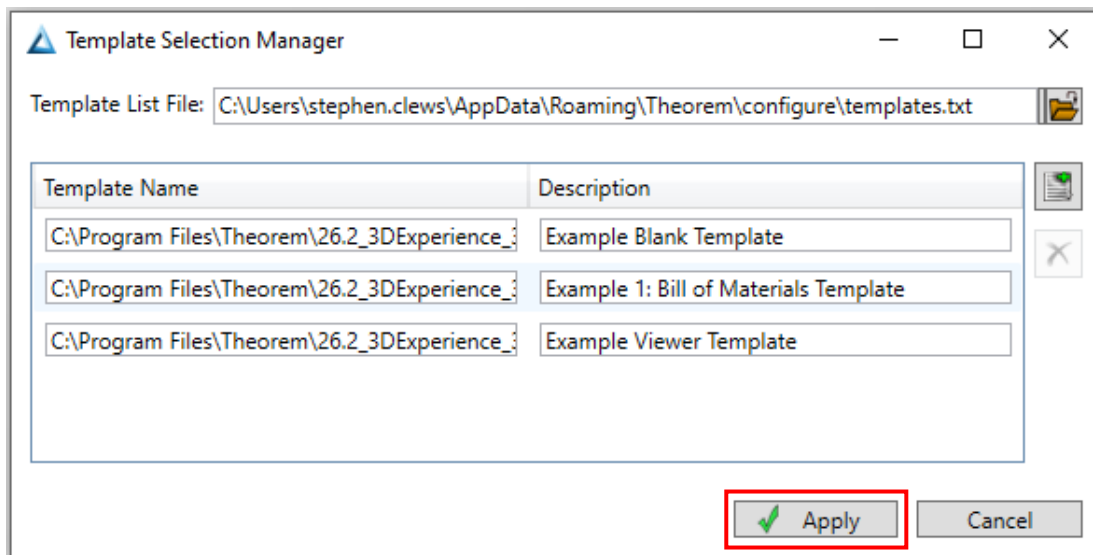 Template Selection Manager
Template List File: C:\Users\stephen.clews\AppData\Roaming\Theorem\configure\templates.txt
Template Name Description
C:\Program Files\Theorem\26.2_3DExperience_ Example Blank Template
C:\Program Files\Theorem\26.2_3DExperience_ Example 1: Bill of Materials Template
C:\Program Files\Theorem\26.2_3DExperience_ Example Viewer Template
Apply Cancel